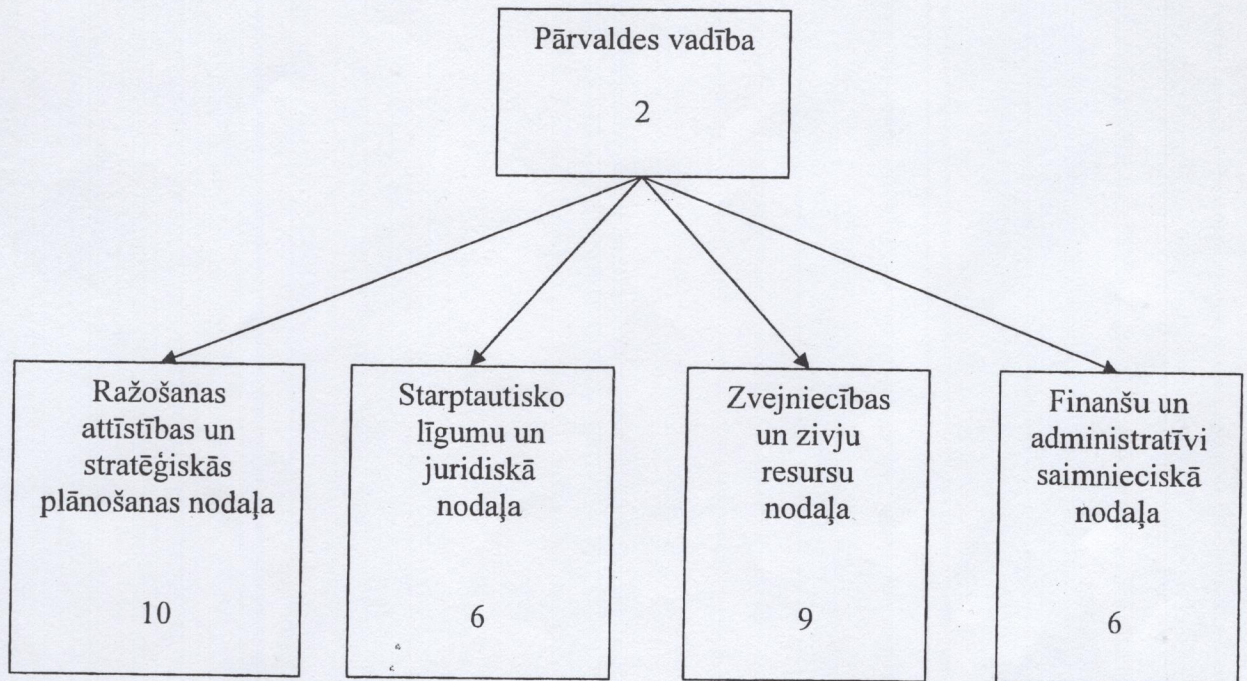 Pārvaldes vadība
2
Ražošanas
attīstības un
stratēģiskās
plānošanas nodaļa
10
Starptautisko
līgumu un
juridiskā
nodaļa
6
Zvejniecības
un zivju
resursu
nodaļa
9
Finanšu un
administratīvi
saimnieciskā
nodaļa
6